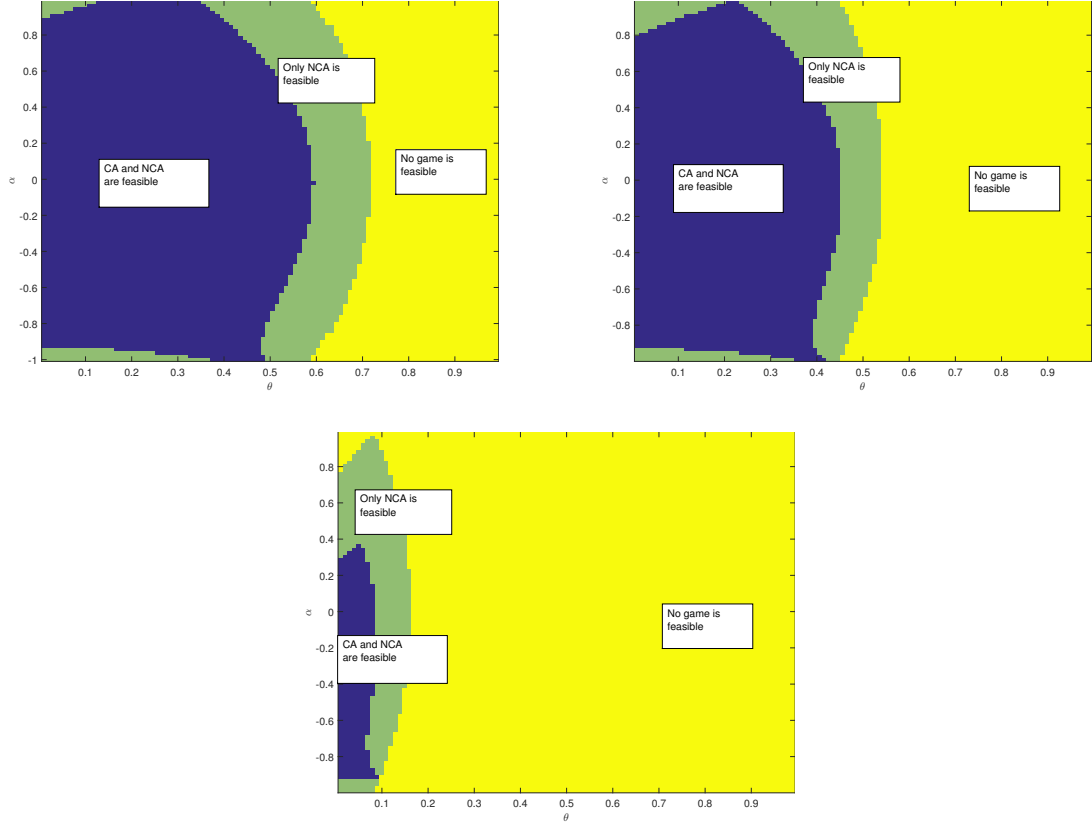 0.8
0.6
0.4
0.2
0
-0.2
-0.4
-0.6
-0.8
-1
α
Only NCA is
feasible
CA and NCA
are feasible
No game is
feasible
0.1 0.2 0.3 0.4 0.5 0.6 0.7 0.8 0.9
θ
0.8
0.6
0.4
0.2
0
-0.2
-0.4
-0.6
-0.8
α
Only NCA is
feasible
CA and NCA
are feasible
No game is
feasible
0.1 0.2 0.3 0.4 0.5 0.6 0.7 0.8 0.9
θ
0.8
0.6
0.4
0.2
0
-0.2
-0.4
-0.6
-0.8
α
Only NCA is
feasible
CA and NCA
are feasible
No game is
feasible
0.1 0.2 0.3 0.4 0.5 0.6 0.7 0.8 0.9
θ